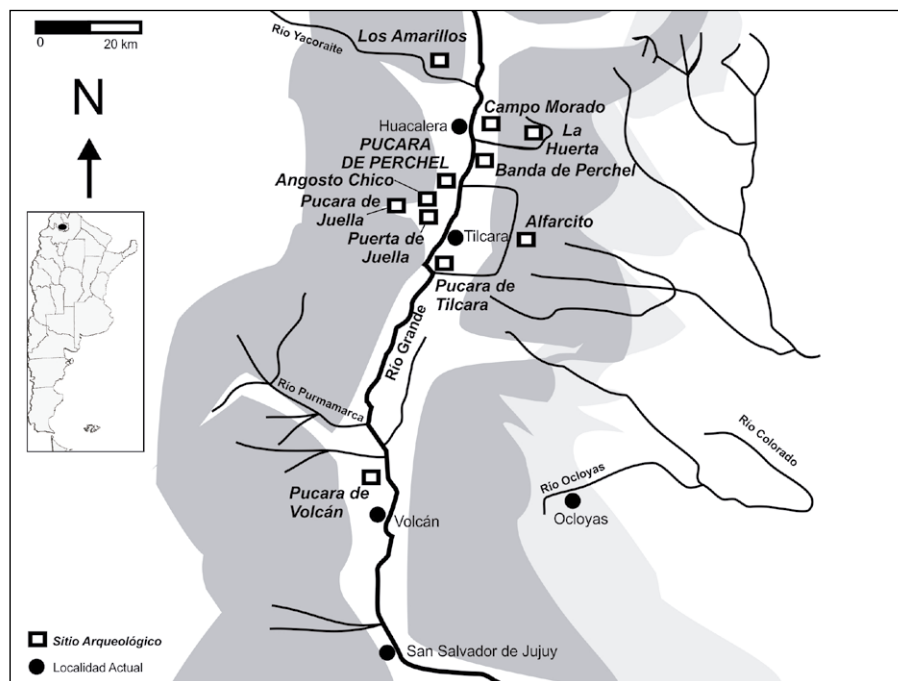 0
20 km
N
Río Yacoraite
Los Amarillos
Huacalera
Campo Morado
La
Huerta
PUCARA
DE PERCHEL
Banda de Perchel
Angosto Chico
Pucara de
Juella
Puerta de
Juella
Tilcara
Alfarcito
Pucara de
Tilcara
Río Grande
Río Purmamarca
Río Colorado
Río Ocloyas
Ocloyas
Pucara de
Volcán
Volcán
San Salvador de Jujuy
Sitio Arqueológico
Localidad Actual